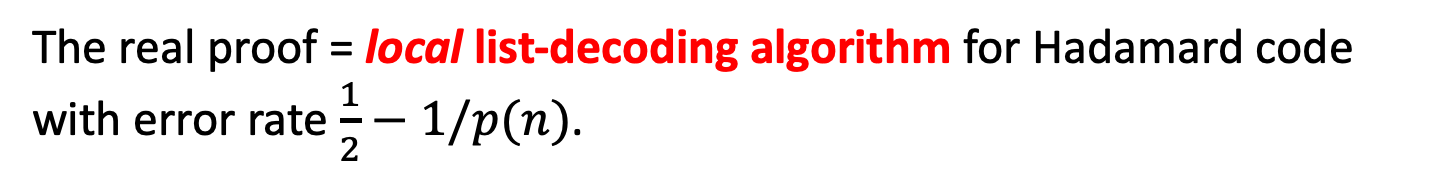 The real proof = local list-decoding algorithm for Hadamard code
with error rate 1/2 − 1/p(n).